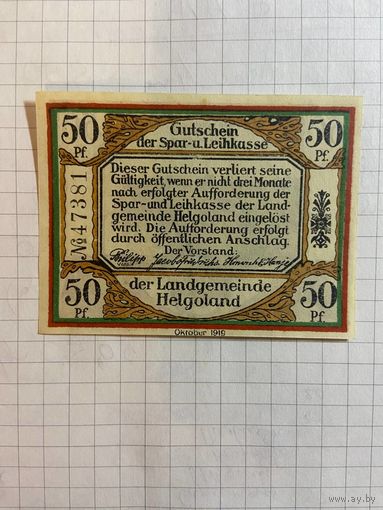 50 Pf.
Gutschein
der Spar-u. Leihkasse
50 Pf.
Dieser Gutschein verliert seine
Gültigkeit, wenn er nicht drei Monate
nach erfolgter Aufforderung der
Spar-und Leihkasse der Land-
gemeinde Helgoland eingelöst
wird. Die Aufforderung erfolgt
durch öffentlichen Anschlag.
Der Vorstand:
Philipp
№47381
50 Pf.
der Landgemeinde
Helgoland
50 Pf.
Oktober 1919
www.ay.by